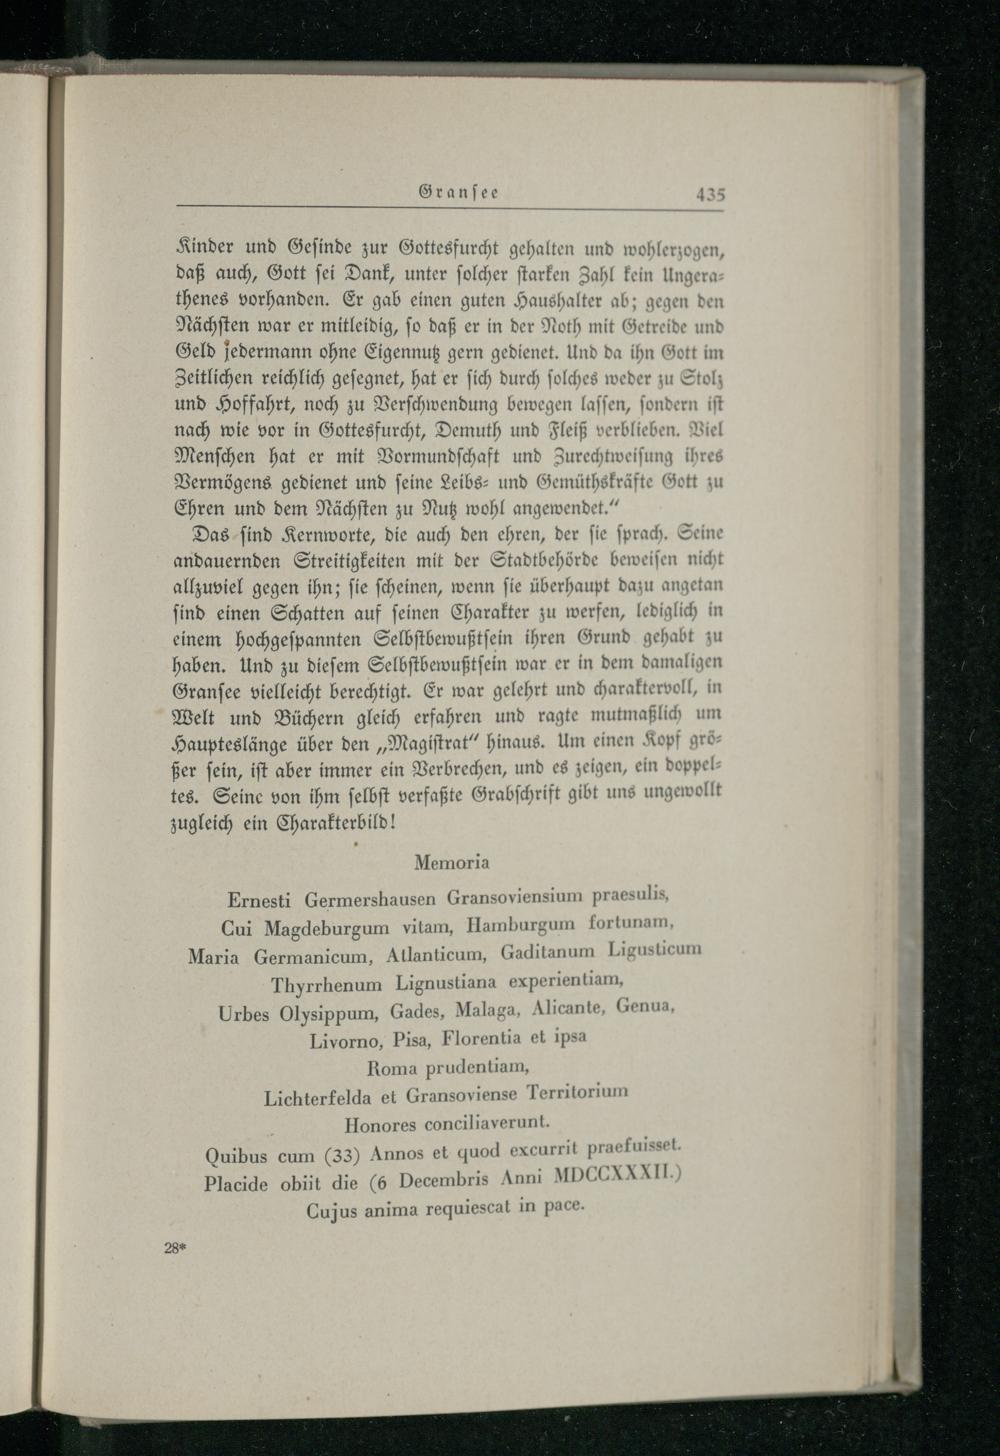 Gransee 435
Kinder und Gesinde zur Gottesfurcht gehalten und wohlerzogen,
daß auch, Gott sei Dank, unter solcher starken Zahl kein Ungera-
thenes vorhanden. Er gab einen guten Haushalter ab; gegen den
Nächsten war er mitleidig, so daß er in der Noth mit Getreide und
Geld jedermann ohne Eigennutz gern gedienet. Und da ihn Gott im
Zeitlichen reichlich gesegnet, hat er sich durch solches weder zu Stolz
und Hoffahrt, noch zu Verschwendung bewegen lassen, sondern ist
nach wie vor in Gottesfurcht, Demuth und Fleiß verblieben. Viel
Menschen hat er mit Vormundschaft und Zurechtweisung ihres
Vermögens gedienet und seine Leibs- und Gemüthskräfte Gott zu
Ehren und dem Nächsten zu Nutz wohl angewendet.“
Das sind Kernworte, die auch den ehren, der sie sprach. Seine
andauernden Streitigkeiten mit der Stadtbehörde beweisen nicht
allzuviel gegen ihn; sie scheinen, wenn sie überhaupt dazu angetan
sind einen Schatten auf seinen Charakter zu werfen, lediglich in
einem hochgespannten Selbstbewußtsein ihren Grund gehabt zu
haben. Und zu diesem Selbstbewußtsein war er in dem damaligen
Gransee vielleicht berechtigt. Er war gelehrt und charaktervoll, in
Welt und Büchern gleich erfahren und ragte mutmaßlich um
Haupteslänge über den „Magistrat“ hinaus. Um einen Kopf grö-
ßer sein, ist aber immer ein Verbrechen, und es zeigen, ein doppel-
tes. Seine von ihm selbst verfaßte Grabschrift gibt uns ungewollt
zugleich ein Charakterbild!
Memoria
Ernesti Germershausen Gransoviensium praesulis,
Cui Magdeburgum vitam, Hamburgum fortunam,
Maria Germanicum, Atlanticum, Gaditanum Ligusticum
Thyrrhenum Lignustiana experientiam,
Urbes Olysippum, Gades, Malaga, Alicante, Genua,
Livorno, Pisa, Florentia et ipsa
Roma prudentiam,
Lichterfelda et Gransoviense Territorium
Honores conciliaverunt.
Quibus cum (33) Annos et quod excurrit praefuisset.
Placide obiit die (6 Decembris Anni MDCCXXXII.)
Cujus anima requiescat in pace.
28*